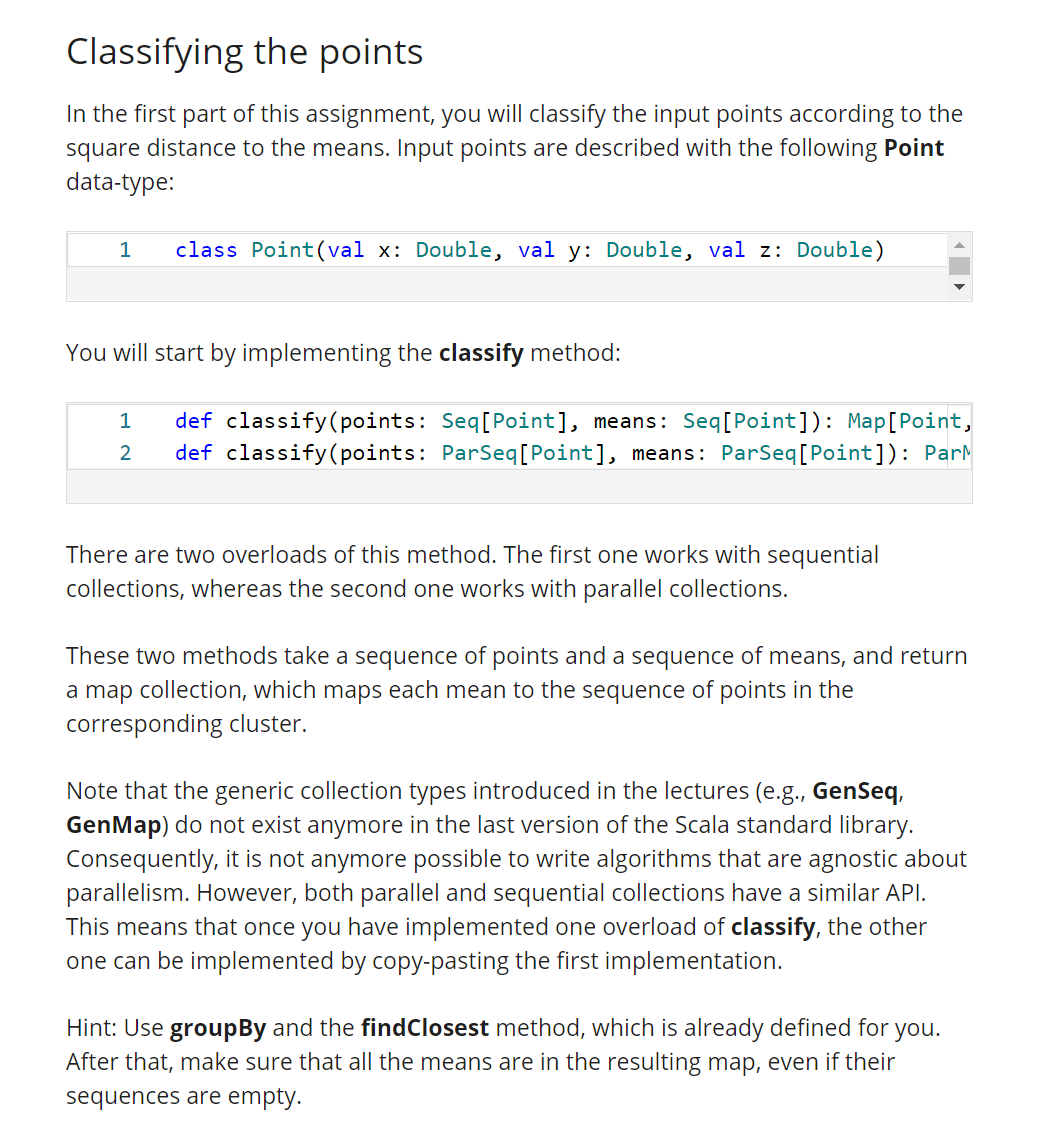 Classifying the points
In the first part of this assignment, you will classify the input points according to the
square distance to the means. Input points are described with the following Point
data-type:
1 class Point(val x: Double, val y: Double, val z: Double)
You will start by implementing the classify method:
1 def classify(points: Seq[Point], means: Seq[Point]): Map[Point,
2 def classify(points: ParSeq[Point], means: ParSeq[Point]):
There are two overloads of this method. The first one works with sequential
collections, whereas the second one works with parallel collections.
These two methods take a sequence of points and a sequence of means, and return
a map collection, which maps each mean to the sequence of points in the
corresponding cluster.
Note that the generic collection types introduced in the lectures (e.g., GenSeq,
GenMap) do not exist anymore in the last version of the Scala standard library.
Consequently, it is not anymore possible to write algorithms that are agnostic about
parallelism. However, both parallel and sequential collections have a similar API.
This means that once you have implemented one overload of classify, the other
one can be implemented by copy-pasting the first implementation.
Hint: Use groupBy and the findClosest method, which is already defined for you.
After that, make sure that all the means are in the resulting map, even if their
sequences are empty.